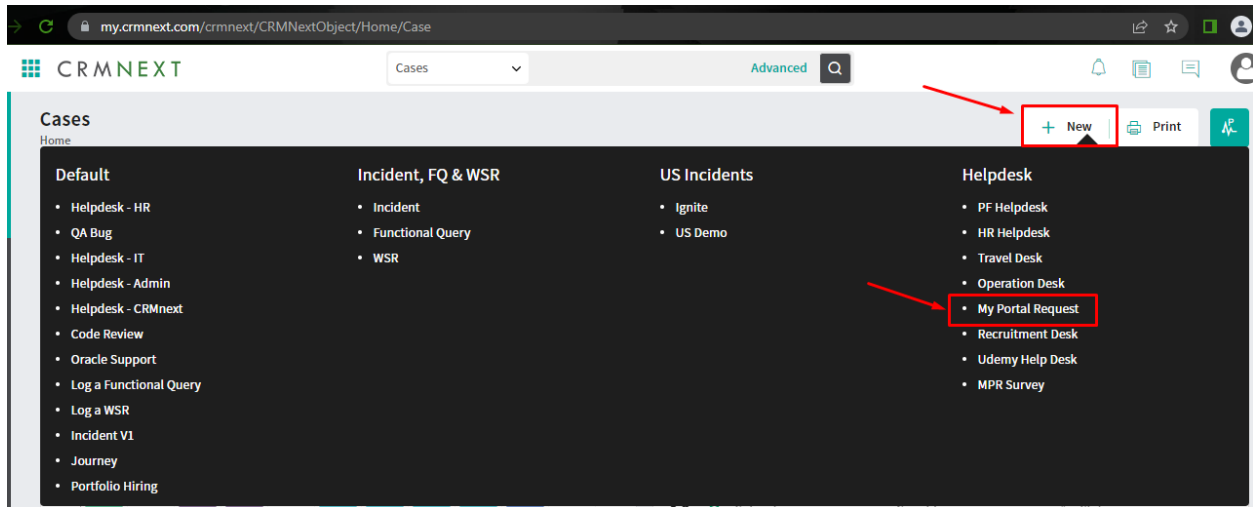 my.crmnext.com/crmnext/CRMNextObject/Home/Case
CRMNEXT
Cases
Advanced
Cases
Home
+ New
Print
Default
• Helpdesk - HR
• QA Bug
• Helpdesk - IT
• Helpdesk - Admin
• Helpdesk - CRMnext
• Code Review
• Oracle Support
• Log a Functional Query
• Log a WSR
• Incident V1
• Journey
• Portfolio Hiring
Incident, FQ & WSR
• Incident
• Functional Query
• WSR
US Incidents
• Ignite
• US Demo
Helpdesk
• PF Helpdesk
• HR Helpdesk
• Travel Desk
• Operation Desk
• My Portal Request
• Recruitment Desk
• Udemy Help Desk
• MPR Survey